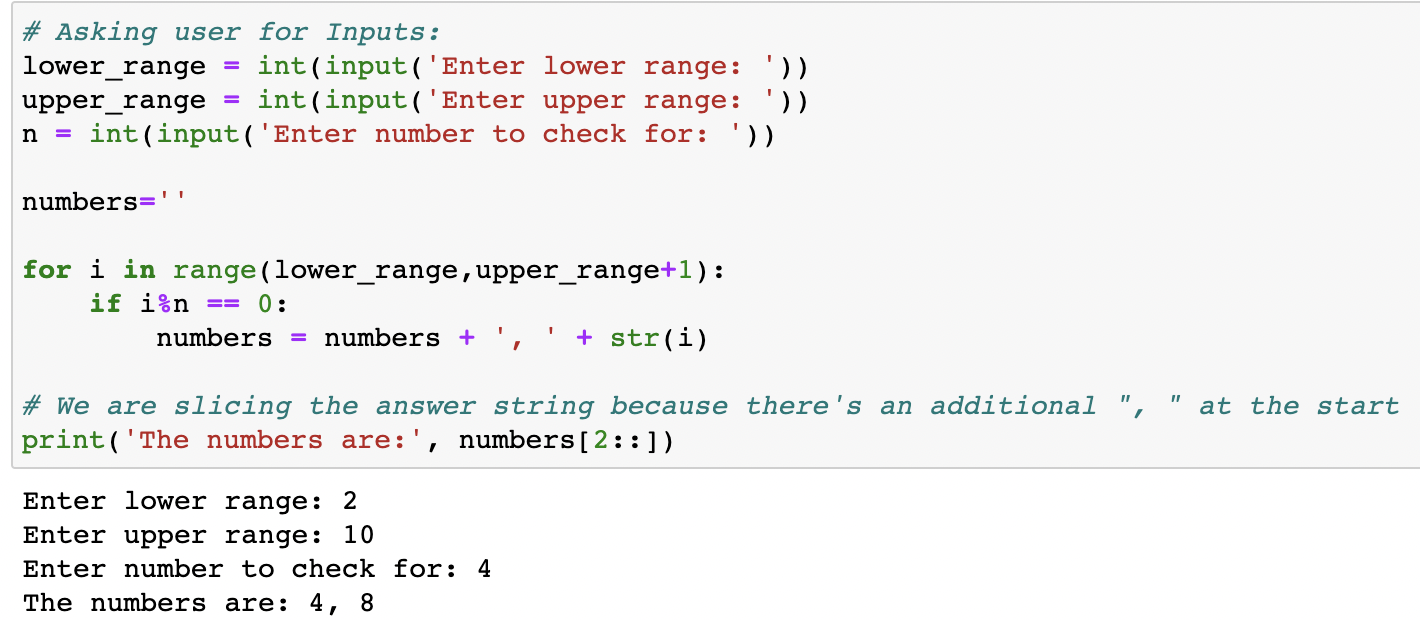 # Asking user for Inputs:
lower_range = int(input('Enter lower range: '))
upper_range = int(input('Enter upper range: '))
n = int(input('Enter number to check for: '))

numbers=''

for i in range(lower_range,upper_range+1):
    if i%n == 0:
        numbers = numbers + ', ' + str(i)

# We are slicing the answer string because there's an additional ", " at the start
print('The numbers are:', numbers[2::])
Enter lower range: 2
Enter upper range: 10
Enter number to check for: 4
The numbers are: 4, 8